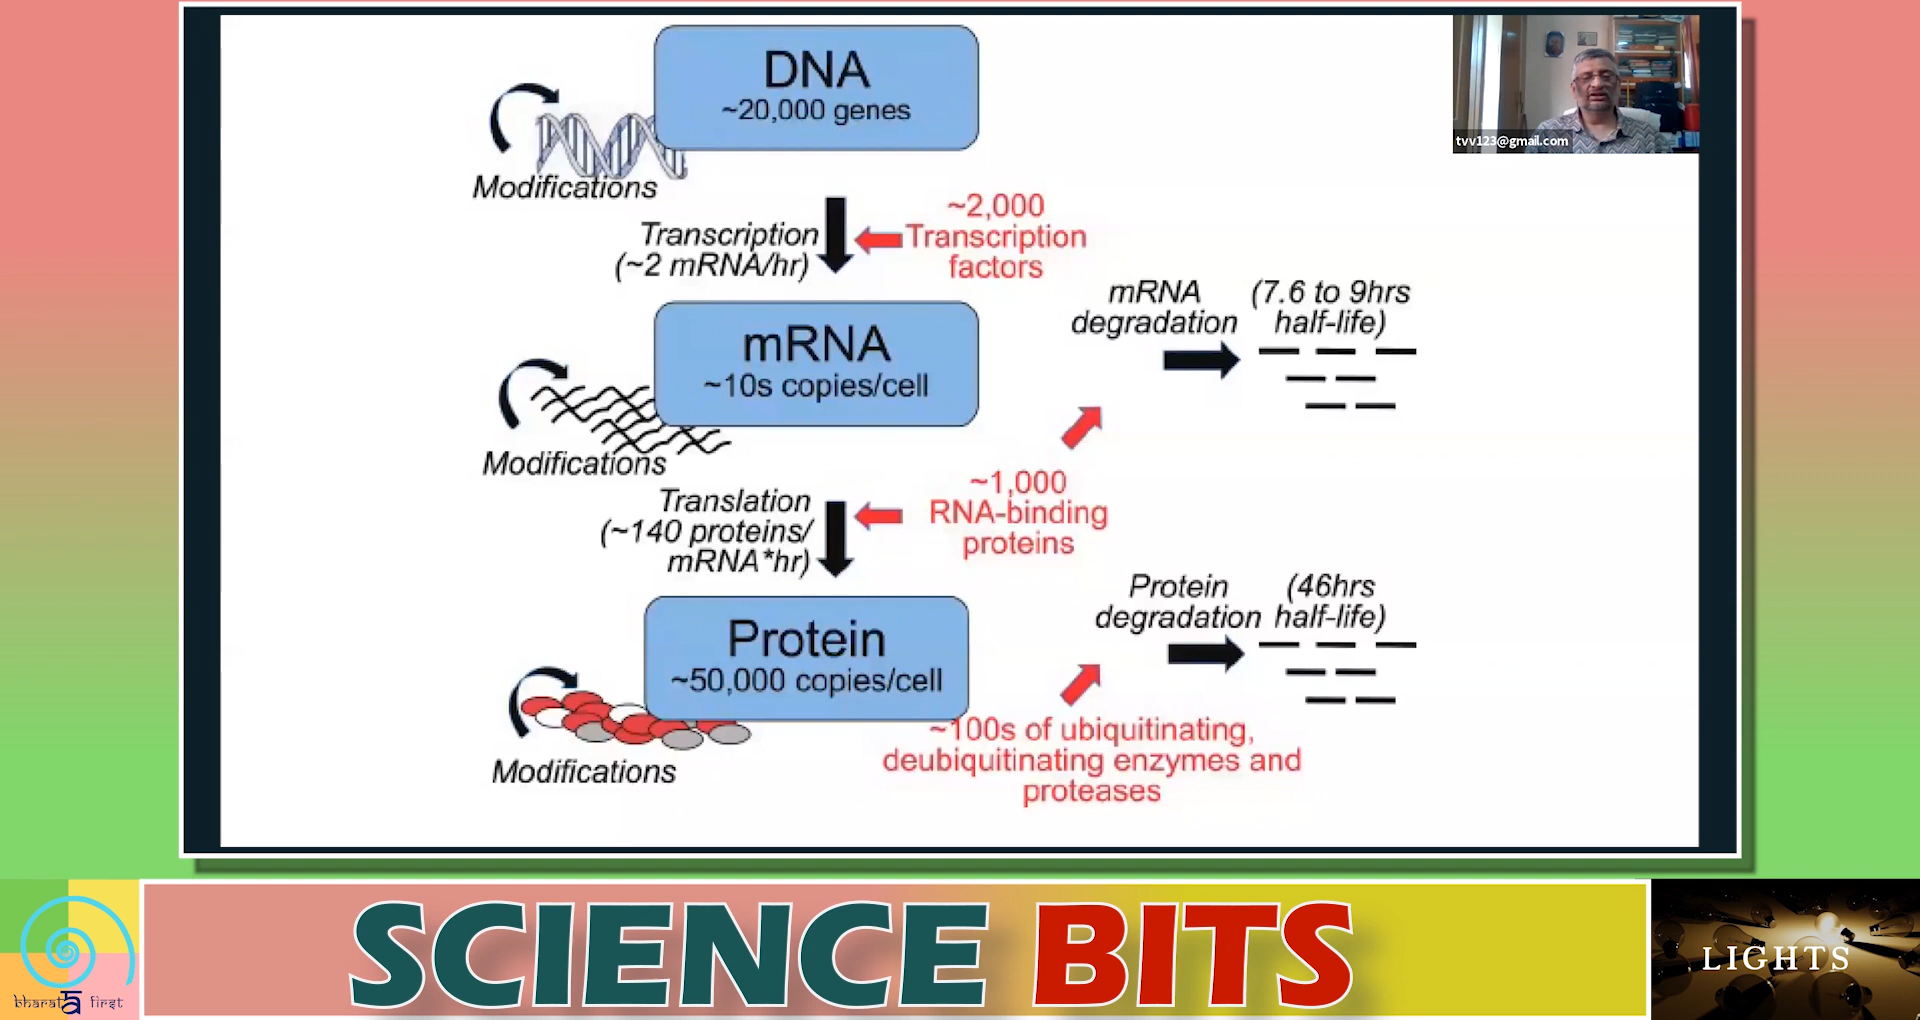 DNA
~20,000 genes
Modifications
Transcription
(~2 mRNA/hr)
~2,000
Transcription
factors
mRNA
~10s copies/cell
Modifications
mRNA
degradation
(7.6 to 9hrs
half-life)
Translation
(~140 proteins/
mRNA*hr)
~1,000
RNA-binding
proteins
Protein
~50,000 copies/cell
Modifications
Protein
degradation
(46hrs
half-life)
~100s of ubiquitinating,
deubiquitinating enzymes and
proteases
tvv123@gmail.com
SCIENCE BITS
bharat first
LIGHTS